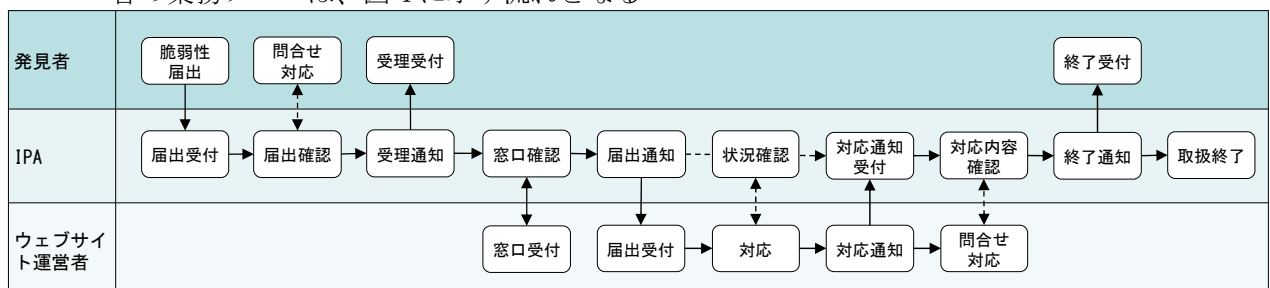 発見者
脆弱性
届出
問合せ
対応
受理受付
終了受付
IPA
届出受付
届出確認
受理通知
窓口確認
届出通知
状況確認
対応通知
受付
対応内容
確認
終了通知
取扱終了
ウェブサイ
ト運営者
窓口受付
届出受付
対応
対応通知
問合せ
対応